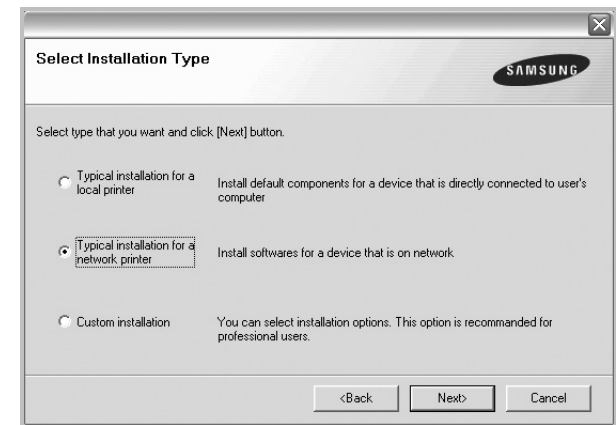 Select Installation Type
SAMSUNG
Select type that you want and click [Next] button.
Typical installation for a
local printer
Install default components for a device that is directly connected to user's
computer
Typical installation for a
network printer
Install softwares for a device that is on network
Custom installation
You can select installation options. This option is recommanded for
professional users.
<Back
Next>
Cancel